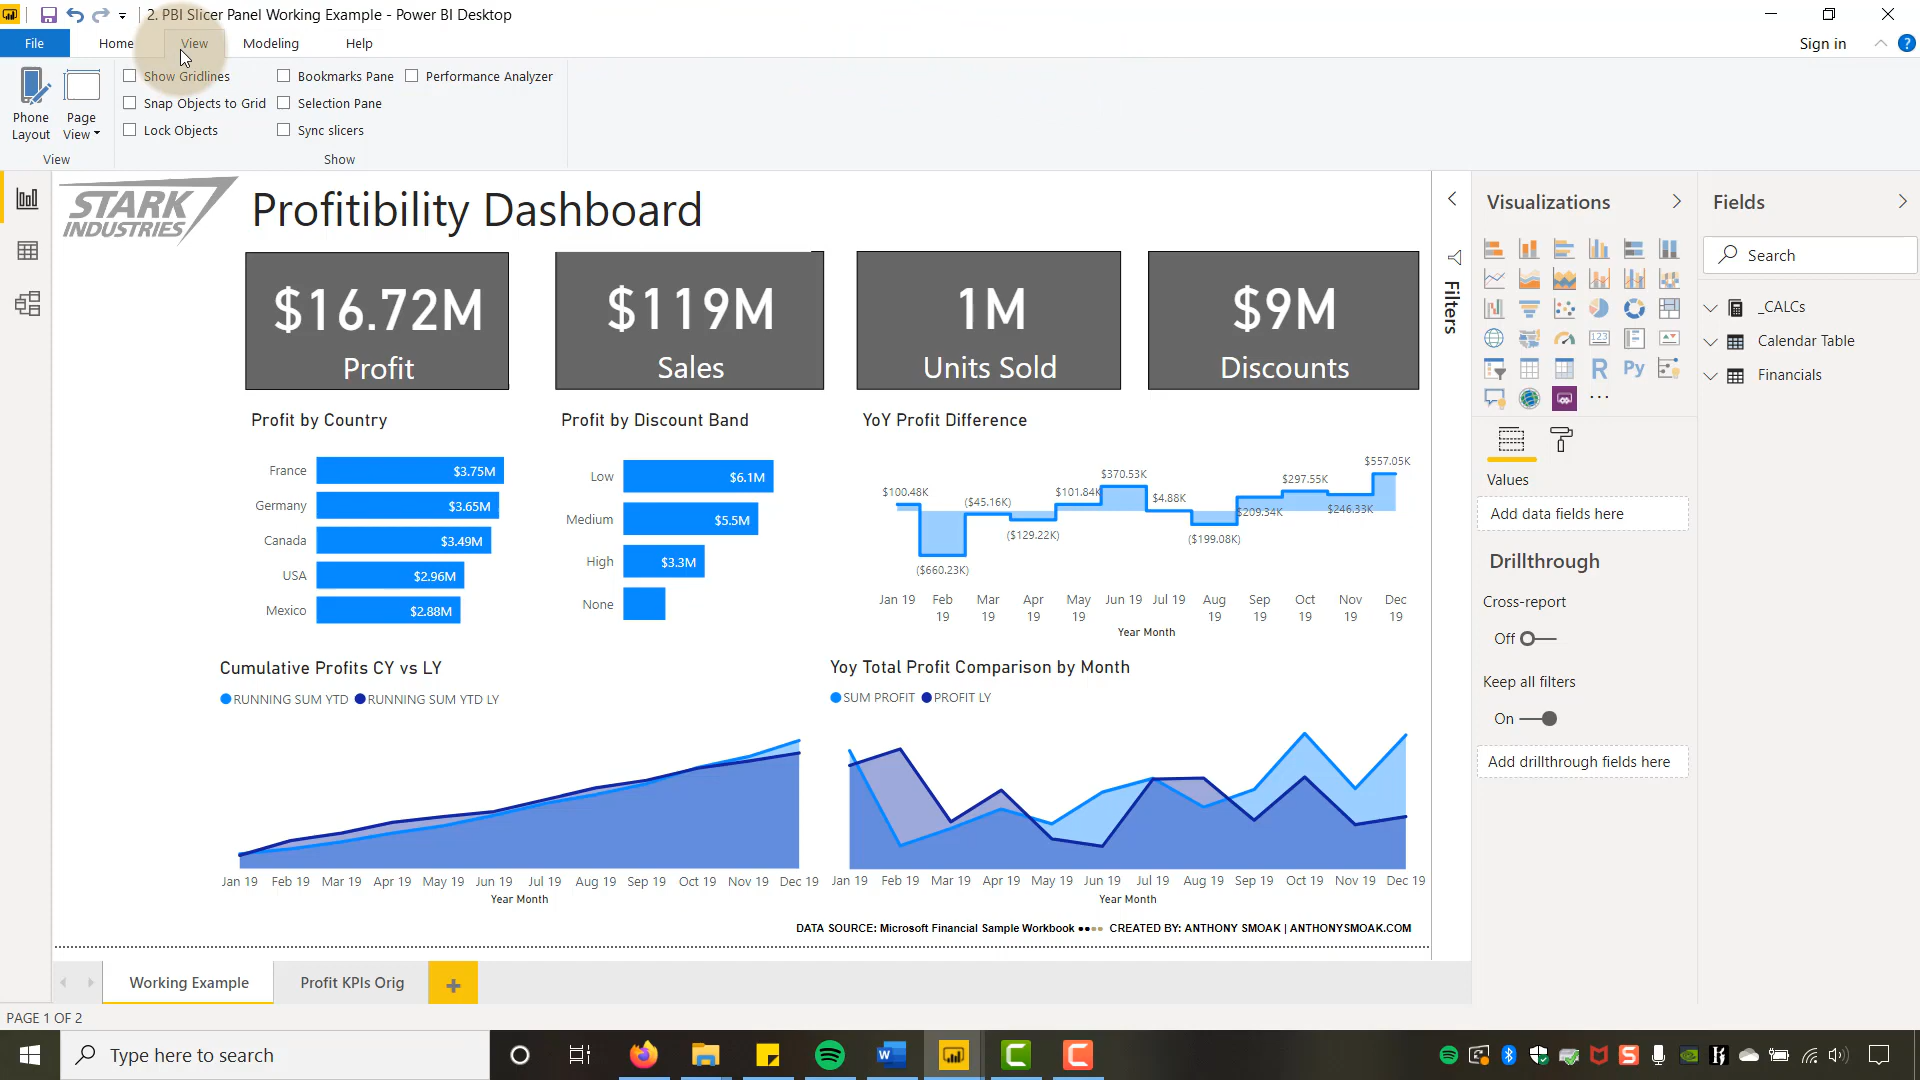 2. PBI Slicer Panel Working Example - Power BI Desktop
File Home View Modeling Help Sign in
Show Gridlines Bookmarks Pane Performance Analyzer
Snap Objects to Grid Selection Pane
Lock Objects Sync slicers
Phone Layout
Page View
View Show
STARK INDUSTRIES
Profitibility Dashboard
$16.72M
Profit
$119M
Sales
1M
Units Sold
$9M
Discounts
Profit by Country
France $3.75M
Germany $3.65M
Canada $3.49M
USA $2.96M
Mexico $2.88M
Profit by Discount Band
Low $6.1M
Medium $5.5M
High $3.3M
None
YoY Profit Difference
$100.48K
($660.23K)
($45.16K)
($129.22K)
$101.84K
$370.53K
$4.88K
($199.08K)
$209.34K
$297.55K
$246.33K
$557.05K
Jan 19 Feb 19 Mar 19 Apr 19 May 19 Jun 19 Jul 19 Aug 19 Sep 19 Oct 19 Nov 19 Dec 19
Year Month
Cumulative Profits CY vs LY
RUNNING SUM YTD RUNNING SUM YTD LY
Jan 19 Feb 19 Mar 19 Apr 19 May 19 Jun 19 Jul 19 Aug 19 Sep 19 Oct 19 Nov 19 Dec 19
Year Month
Yoy Total Profit Comparison by Month
SUM PROFIT PROFIT LY
Jan 19 Feb 19 Mar 19 Apr 19 May 19 Jun 19 Jul 19 Aug 19 Sep 19 Oct 19 Nov 19 Dec 19
Year Month
DATA SOURCE: Microsoft Financial Sample Workbook CREATED BY: ANTHONY SMOAK | ANTHONYSMOAK.COM
Filters
Visualizations
R Py
Values
Add data fields here
Drillthrough
Cross-report
Off
Keep all filters
On
Add drillthrough fields here
Fields
Search
_CALCs
Calendar Table
Financials
Working Example Profit KPIs Orig +
PAGE 1 OF 2
Type here to search